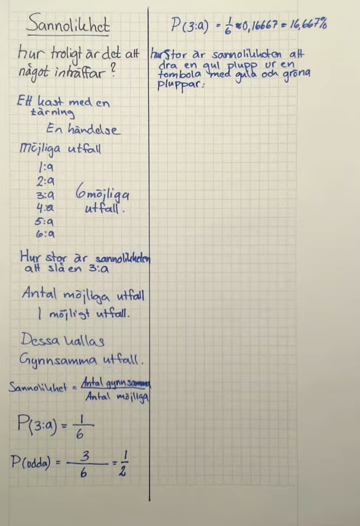 Sannolikhet
hur troligt är det att
något inträffar?
Ett kast med en
tärning
En händelse
Möjliga utfall
1:a
2:a
3:a
4:a
5:a
6:a
6 möjliga
utfall.
Hur stor är sannolikheten
att slå en 3:a
Antal möjliga utfall
1 möjligt utfall.
Dessa kallas
Gynnsamma utfall.
Sannolikhet = Antal gynnsamma
Antal möjliga
P(3:a) = 1/6
P(odda) = 3/6 = 1/2
P(3:a) = 1/6 ≈ 0,16667 = 16,667%
hur stor är sannolikheten att
dra en gul plupp ur en
tombola med gula och gröna
pluppar: